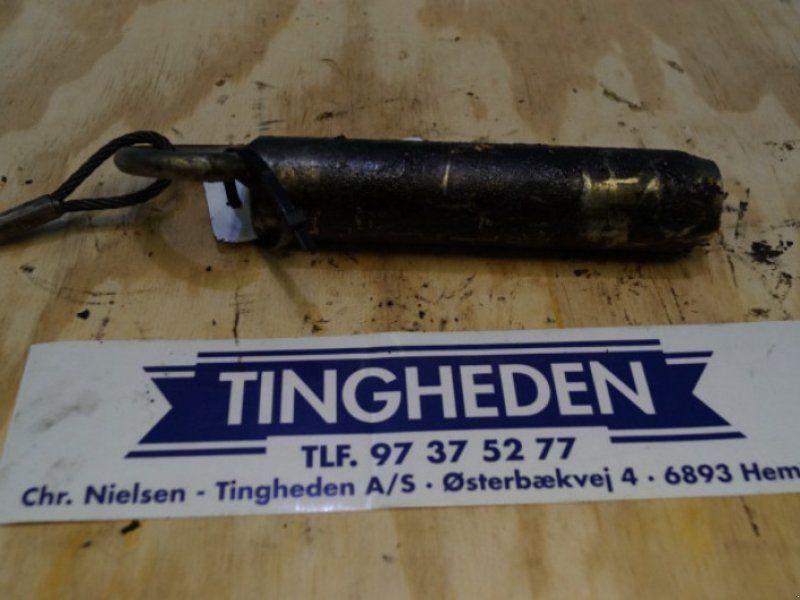 TINGHEDEN
TLF. 97 37 52 77
Chr. Nielsen - Tingheden A/S · Østerbækvej 4 · 6893 Hem